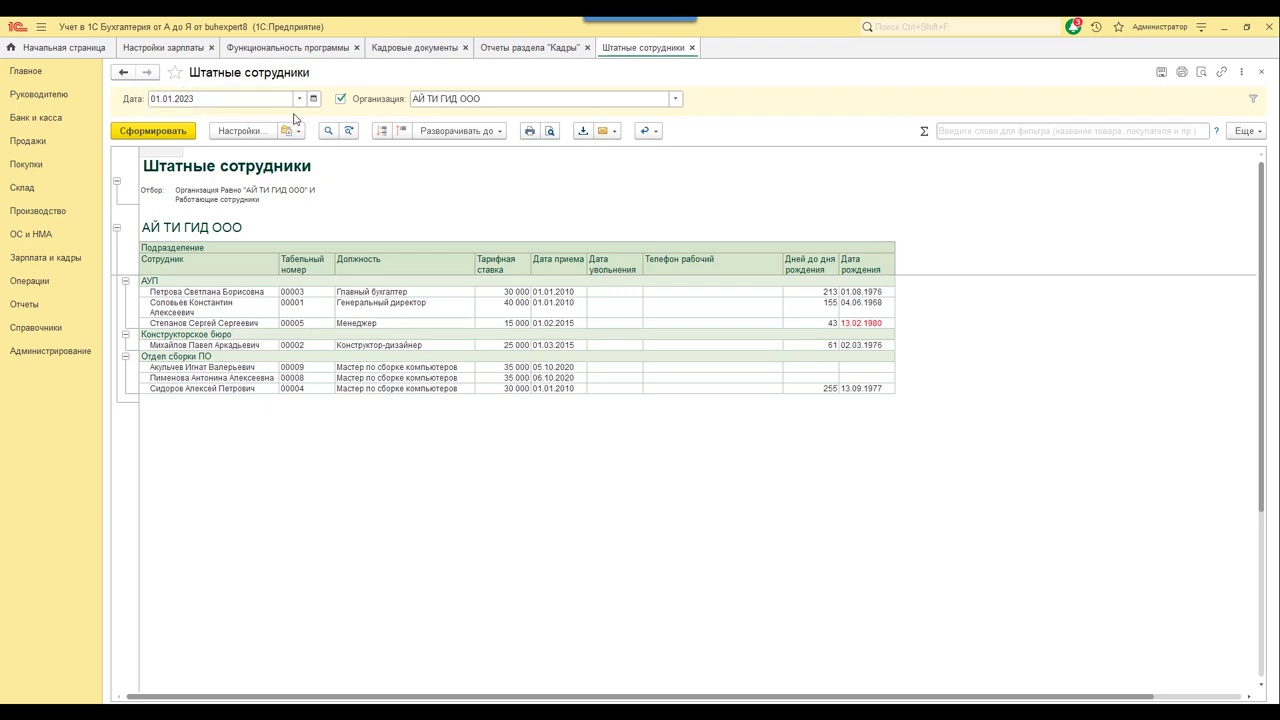 1С Учет в 1С Бухгалтерия от А до Я от buhexpert8 (1С:Предприятие) Поиск Ctrl+Shift+F 3 Администратор
Начальная страница Настройки зарплаты Функциональность программы Кадровые документы Отчеты раздела "Кадры" Штатные сотрудники
Главное
Руководителю
Банк и касса
Продажи
Покупки
Склад
Производство
ОС и НМА
Зарплата и кадры
Операции
Отчеты
Справочники
Администрирование
Штатные сотрудники
Дата: 01.01.2023 Организация: АЙ ТИ ГИД ООО
Сформировать Настройки... Разворачивать до Σ Введите слово для фильтра (название товара, покупателя и пр.) ? Еще
Штатные сотрудники
Отбор: Организация Равно "АЙ ТИ ГИД ООО" И
Работающие сотрудники
АЙ ТИ ГИД ООО
Подразделение
Сотрудник Табельный номер Должность Тарифная ставка Дата приема Дата увольнения Телефон рабочий Дней до дня рождения Дата рождения
АУП
Петрова Светлана Борисовна 00003 Главный бухгалтер 30 000 01.01.2010 213 01.08.1976
Соловьев Константин Алексеевич 00001 Генеральный директор 40 000 01.01.2010 155 04.06.1968
Степанов Сергей Сергеевич 00005 Менеджер 15 000 01.02.2015 43 13.02.1980
Конструкторское бюро
Михайлов Павел Аркадьевич 00002 Конструктор-дизайнер 25 000 01.03.2015 61 02.03.1976
Отдел сборки ПО
Акульчев Игнат Валерьевич 00009 Мастер по сборке компьютеров 35 000 05.10.2020
Пименова Антонина Алексеевна 00008 Мастер по сборке компьютеров 35 000 06.10.2020
Сидоров Алексей Петрович 00004 Мастер по сборке компьютеров 30 000 01.01.2010 255 13.09.1977